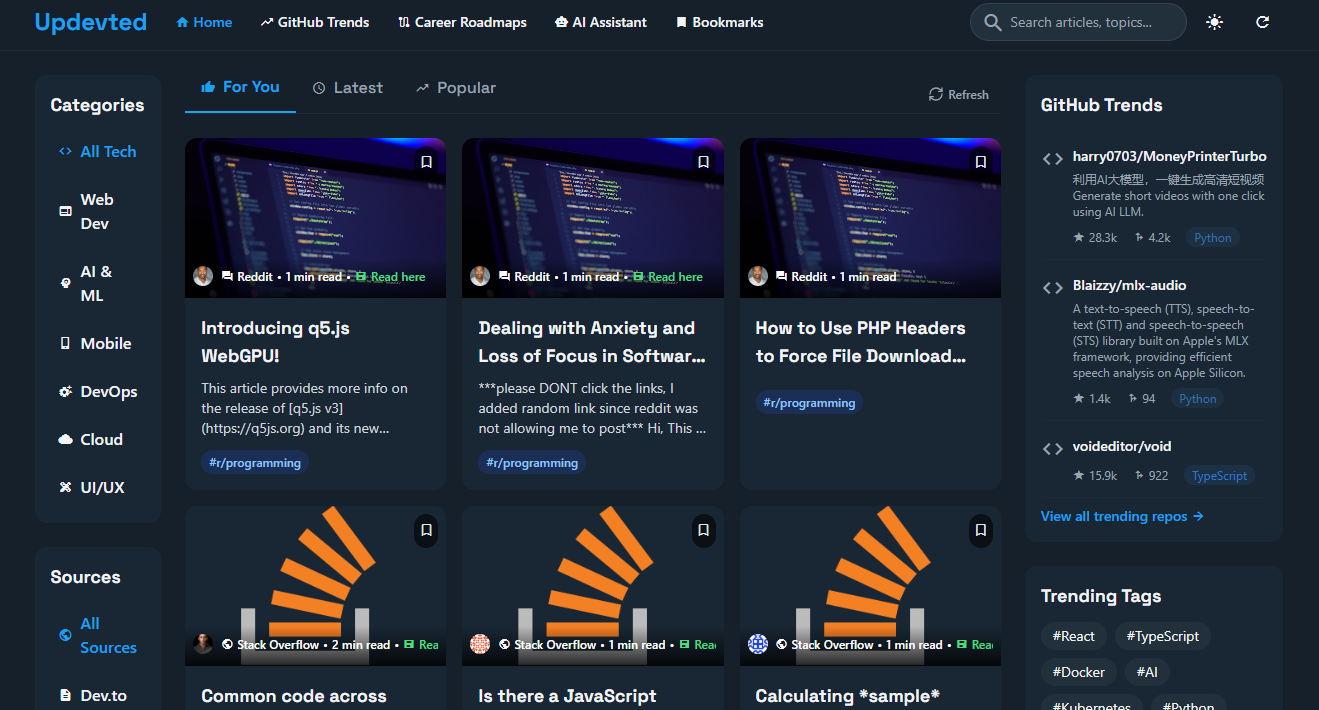 Updevted
Home
GitHub Trends
Career Roadmaps
AI Assistant
Bookmarks
Search articles, topics...
Categories
All Tech
Web
Dev
AI &
ML
Mobile
DevOps
Cloud
UI/UX
Sources
All
Sources
Dev.to
For You
Latest
Popular
Refresh
Reddit • 1 min read • Read here
Introducing q5.js
WebGPU!
This article provides more info on
the release of [q5.js v3]
(https://q5js.org) and its new...
#r/programming
Reddit • 1 min read • Read here
Dealing with Anxiety and
Loss of Focus in Softwar...
***please DONT click the links, I
added random link since reddit was
not allowing me to post*** Hi, This ...
#r/programming
Reddit • 1 min read
How to Use PHP Headers
to Force File Download...
#r/programming
Stack Overflow • 2 min read • Rea
Common code across
Stack Overflow • 1 min read • Read
Is there a JavaScript
Stack Overflow • 1 min read • Read
Calculating *sample*
GitHub Trends
harry0703/MoneyPrinterTurbo
利用AI大模型，一键生成高清短视频
Generate short videos with one click
using AI LLM.
28.3k 4.2k Python
Blaizzy/mlx-audio
A text-to-speech (TTS), speech-to-
text (STT) and speech-to-speech
(STS) library built on Apple's MLX
framework, providing efficient
speech analysis on Apple Silicon.
1.4k 94 Python
voideditor/void
15.9k 922 TypeScript
View all trending repos →
Trending Tags
#React #TypeScript
#Docker #AI
#Kubernetes #Python